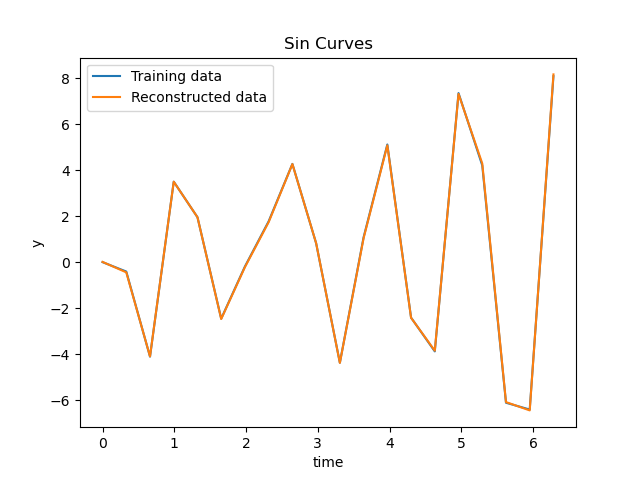 Sin Curves
Training data
Reconstructed data
8
6
4
2
0
−2
−4
−6
y
0 1 2 3 4 5 6
time